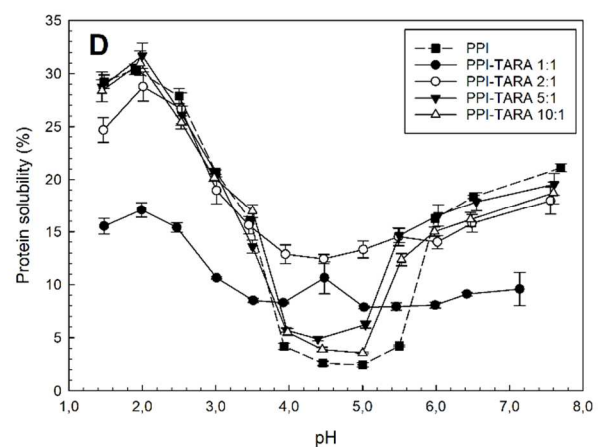 D
PPI
PPI-TARA 1:1
PPI-TARA 2:1
PPI-TARA 5:1
PPI-TARA 10:1
Protein solubility (%)
35
30
25
20
15
10
5
0
1,0 2,0 3,0 4,0 5,0 6,0 7,0 8,0
pH